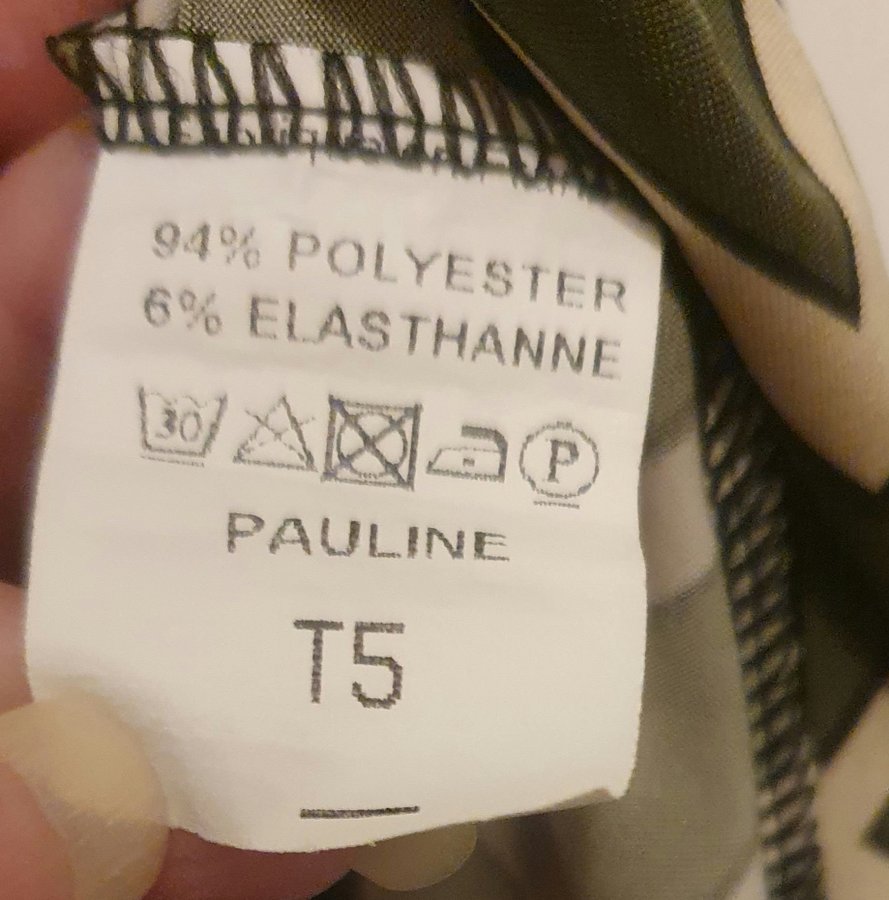 94% POLYESTER
6% ELASTHANNE
30 P
PAULINE
T5